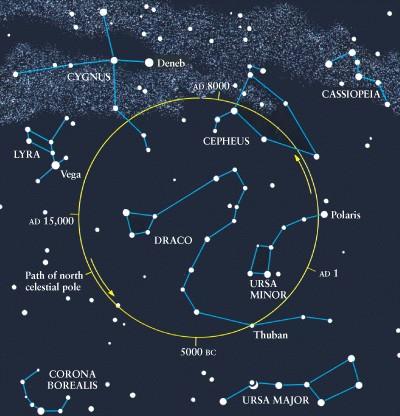 Deneb
CYGNUS
AD 8000
CASSIOPEIA
CEPHEUS
LYRA
Vega
AD 15,000
Polaris
DRACO
Path of north
celestial pole
AD 1
URSA
MINOR
Thuban
5000 BC
CORONA
BOREALIS
URSA MAJOR